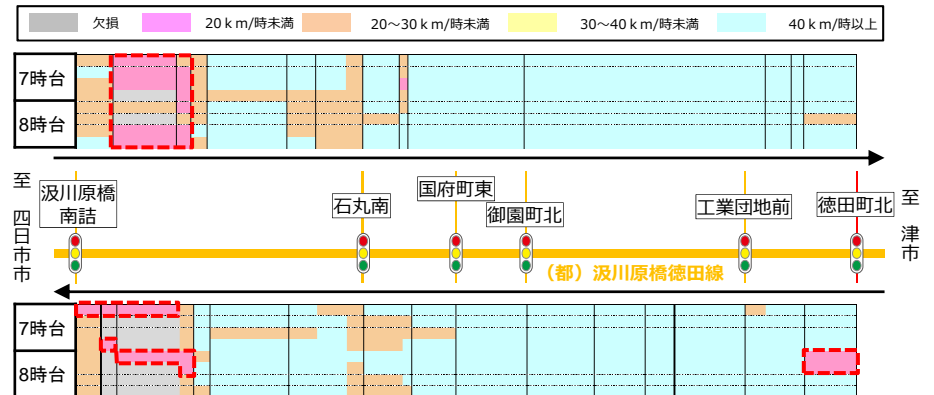 欠損 20ｋｍ/時未満 20～30ｋｍ/時未満 30～40ｋｍ/時未満 40ｋｍ/時以上
7時台
8時台
至 四日市市
汲川原橋
南詰
石丸南
国府町東
御園町北
工業団地前
徳田町北
至 津市
（都）汲川原橋徳田線
7時台
8時台